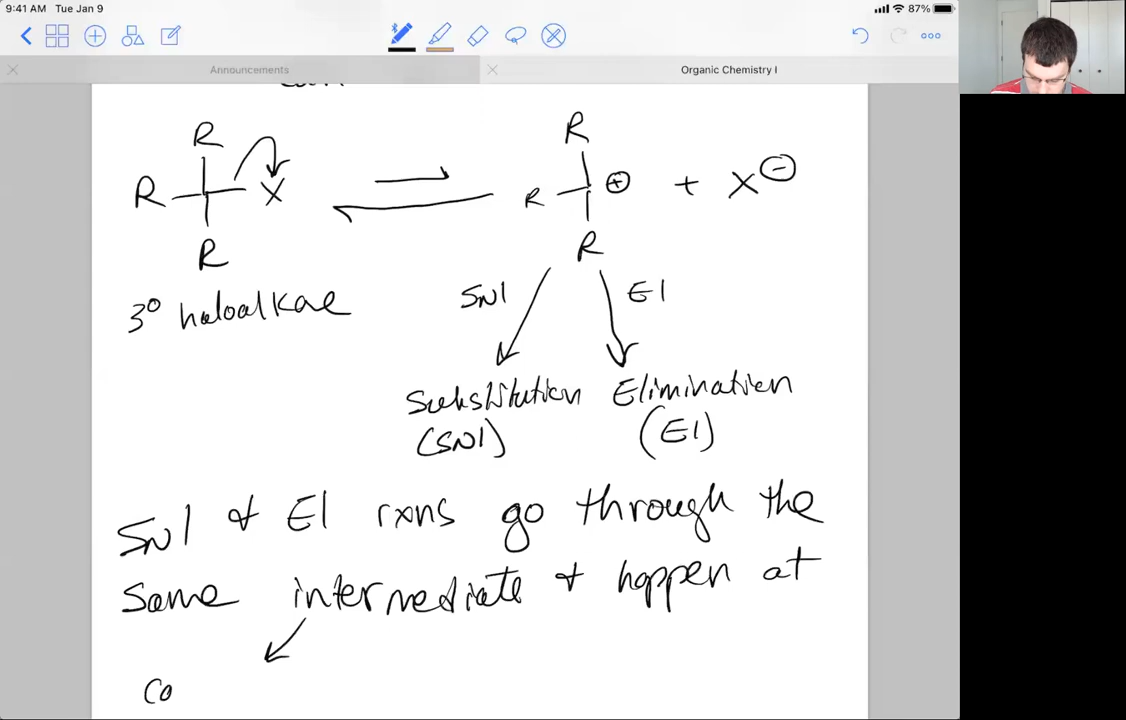 9:41 AM Tue Jan 9
87%
Announcements
Organic Chemistry I
R
R
R X
R
R
⊕ + X⊖
R
3° haloalkae
SN1
E1
Substitution Elimination
(SN1) (E1)
SN1 & E1 rxns go through the
same intermediate & happen at
Co